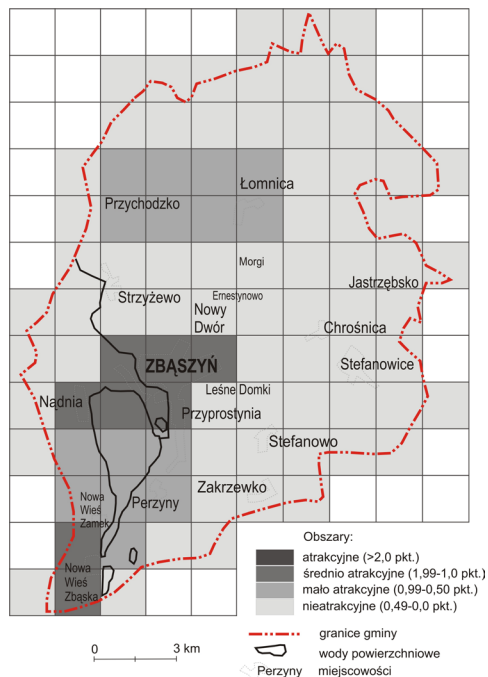 Łomnica
Przychodzko
Morgi
Jastrzębsko
Strzyżewo
Ernestynowo
Nowy
Dwór
Chrośnica
ZBĄSZYŃ
Stefanowice
Leśne Domki
Nądnia
Przyprostynia
Stefanowo
Zakrzewko
Nowa
Wieś
Zamek
Perzyny
Nowa
Wieś
Zbąska
Obszary:
atrakcyjne (>2,0 pkt.)
średnio atrakcyjne (1,99-1,0 pkt.)
mało atrakcyjne (0,99-0,50 pkt.)
nieatrakcyjne (0,49-0,0 pkt.)
granice gminy
wody powierzchniowe
Perzyny miejscowości
0 3 km